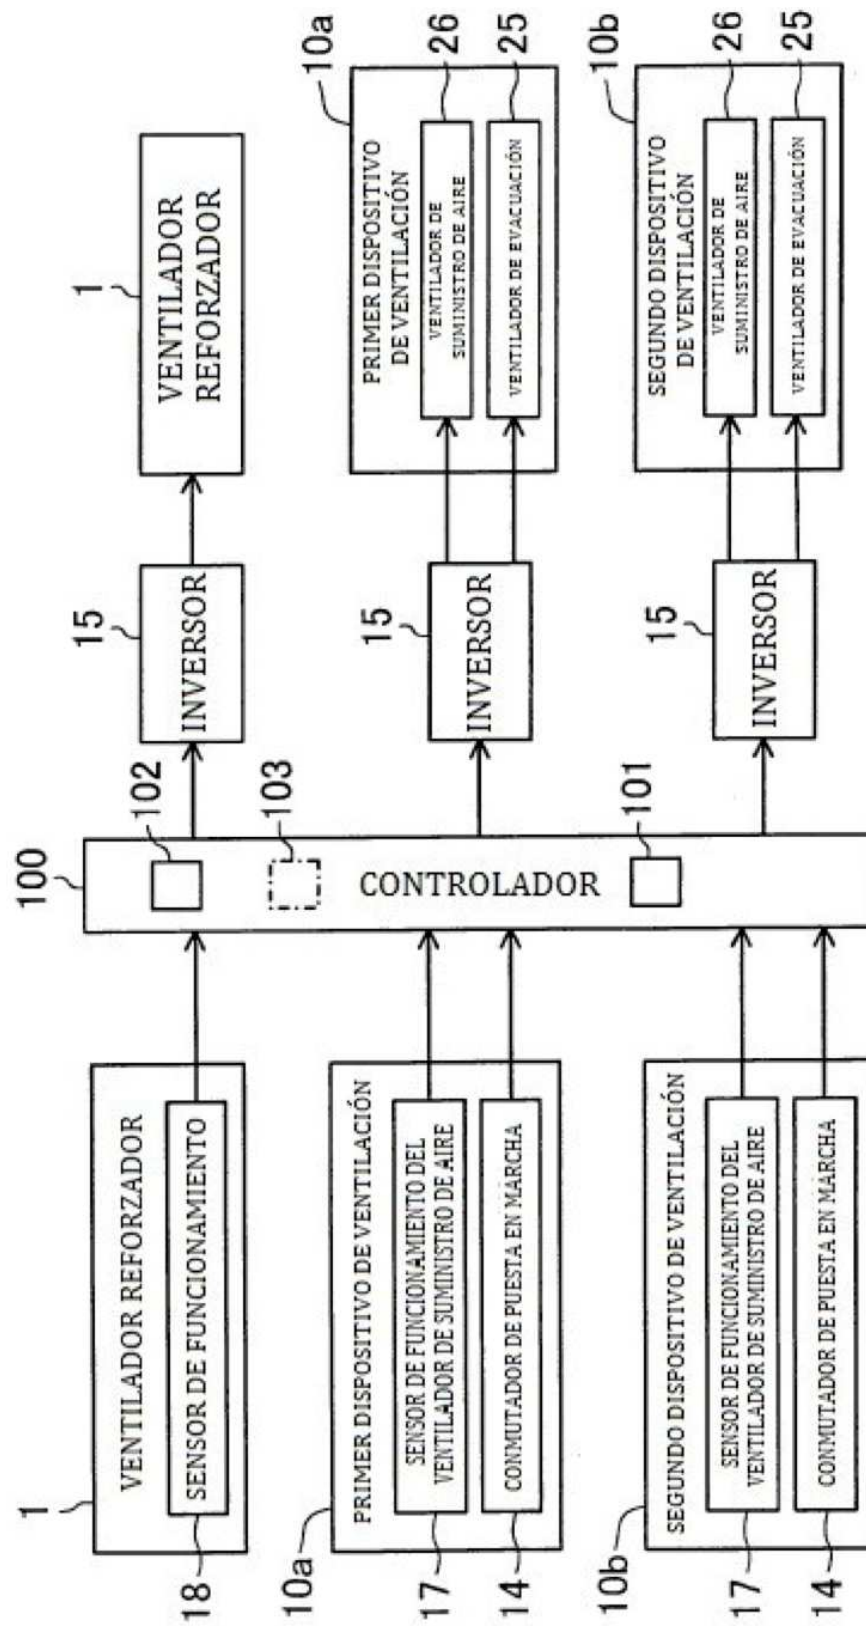 1
VENTILADOR REFORZADOR
SENSOR DE FUNCIONAMIENTO
18
10a
PRIMER DISPOSITIVO DE VENTILACIÓN
SENSOR DE FUNCIONAMIENTO DEL
VENTILADOR DE SUMINISTRO DE AIRE
17
CONMUTADOR DE PUESTA EN MARCHA
14
10b
SEGUNDO DISPOSITIVO DE VENTILACIÓN
SENSOR DE FUNCIONAMIENTO DEL
VENTILADOR DE SUMINISTRO DE AIRE
17
CONMUTADOR DE PUESTA EN MARCHA
14
100
102
103
CONTROLADOR
101
15
INVERSOR
15
INVERSOR
15
INVERSOR
1
VENTILADOR
REFORZADOR
10a
PRIMER DISPOSITIVO
DE VENTILACIÓN
VENTILADOR DE
SUMINISTRO DE AIRE
26
VENTILADOR DE EVACUACIÓN
25
10b
SEGUNDO DISPOSITIVO
DE VENTILACIÓN
VENTILADOR DE
SUMINISTRO DE AIRE
26
VENTILADOR DE EVACUACIÓN
25